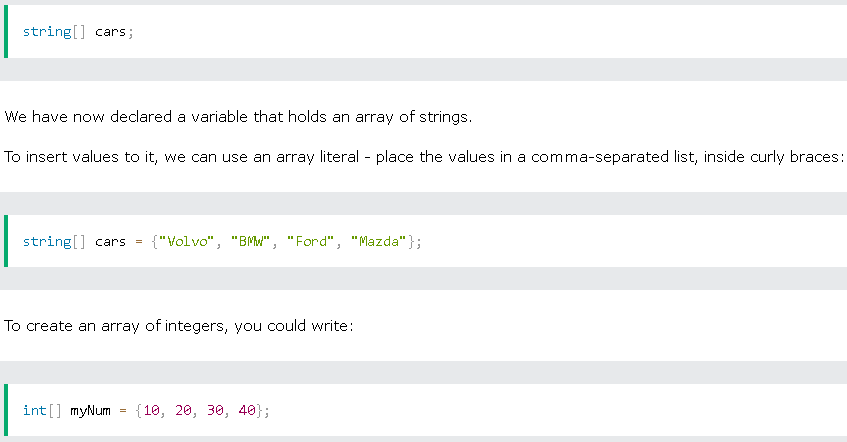 string[] cars;
We have now declared a variable that holds an array of strings.
To insert values to it, we can use an array literal - place the values in a comma-separated list, inside curly braces:
string[] cars = {"Volvo", "BMW", "Ford", "Mazda"};
To create an array of integers, you could write:
int[] myNum = {10, 20, 30, 40};